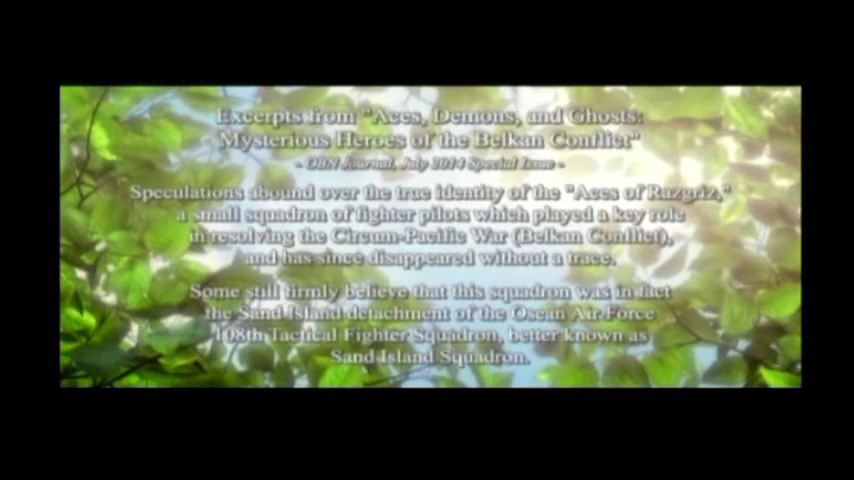 Excerpts from "Aces, Demons, and Ghosts:
Mysterious Heroes of the Belkan Conflict"
- OBN Journal, July 2014 Special Issue -
Speculations abound over the true identity of the "Aces of Razgriz,"
a small squadron of fighter pilots which played a key role
in resolving the Circum-Pacific War (Belkan Conflict),
and has since disappeared without a trace.
Some still firmly believe that this squadron was in fact
the Sand Island detachment of the Osean Air Force
108th Tactical Fighter Squadron, better known as
Sand Island Squadron.